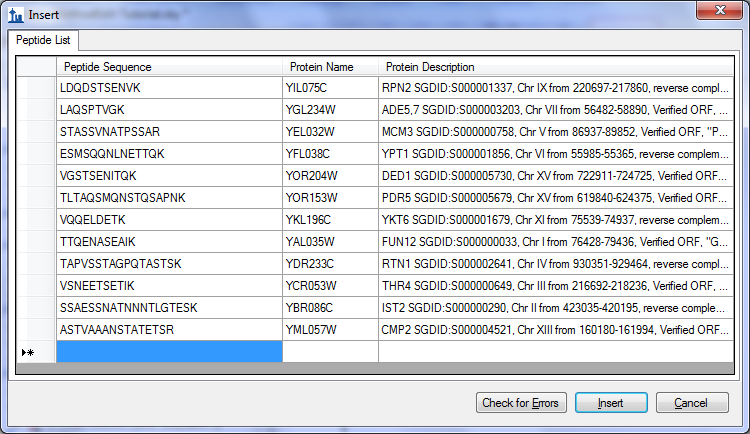 Insert
Peptide List
Peptide Sequence Protein Name Protein Description
LDQDSTSENVK YIL075C RPN2 SGDID:S000001337, Chr IX from 220697-217860, reverse compl...
LAQSPTVGK YGL234W ADE5,7 SGDID:S000003203, Chr VII from 56482-58890, Verified ORF, ...
STASSVNATPSSAR YEL032W MCM3 SGDID:S000000758, Chr V from 86937-89852, Verified ORF, "P...
ESMSQQNLNETTQK YFL038C YPT1 SGDID:S000001856, Chr VI from 55985-55365, reverse complem...
VGSTSENITQK YOR204W DED1 SGDID:S000005730, Chr XV from 722911-724725, Verified ORF...
TLTAQSMQNSTQSAPNK YOR153W PDR5 SGDID:S000005679, Chr XV from 619840-624375, Verified ORF...
VQQELDETK YKL196C YKT6 SGDID:S000001679, Chr XI from 75539-74937, reverse complem...
TTQENASEAIK YAL035W FUN12 SGDID:S000000033, Chr I from 76428-79436, Verified ORF, "G...
TAPVSSTAGPQTASTSK YDR233C RTN1 SGDID:S000002641, Chr IV from 930351-929464, reverse comple...
VSNEETSETIK YCR053W THR4 SGDID:S000000649, Chr III from 216692-218236, Verified ORF, ...
SSAESSNATNNNTLGTESK YBR086C IST2 SGDID:S000000290, Chr II from 423035-420195, reverse comple...
ASTVAAANSTATETSR YML057W CMP2 SGDID:S000004521, Chr XIII from 160180-161994, Verified ORF...
Check for Errors Insert Cancel